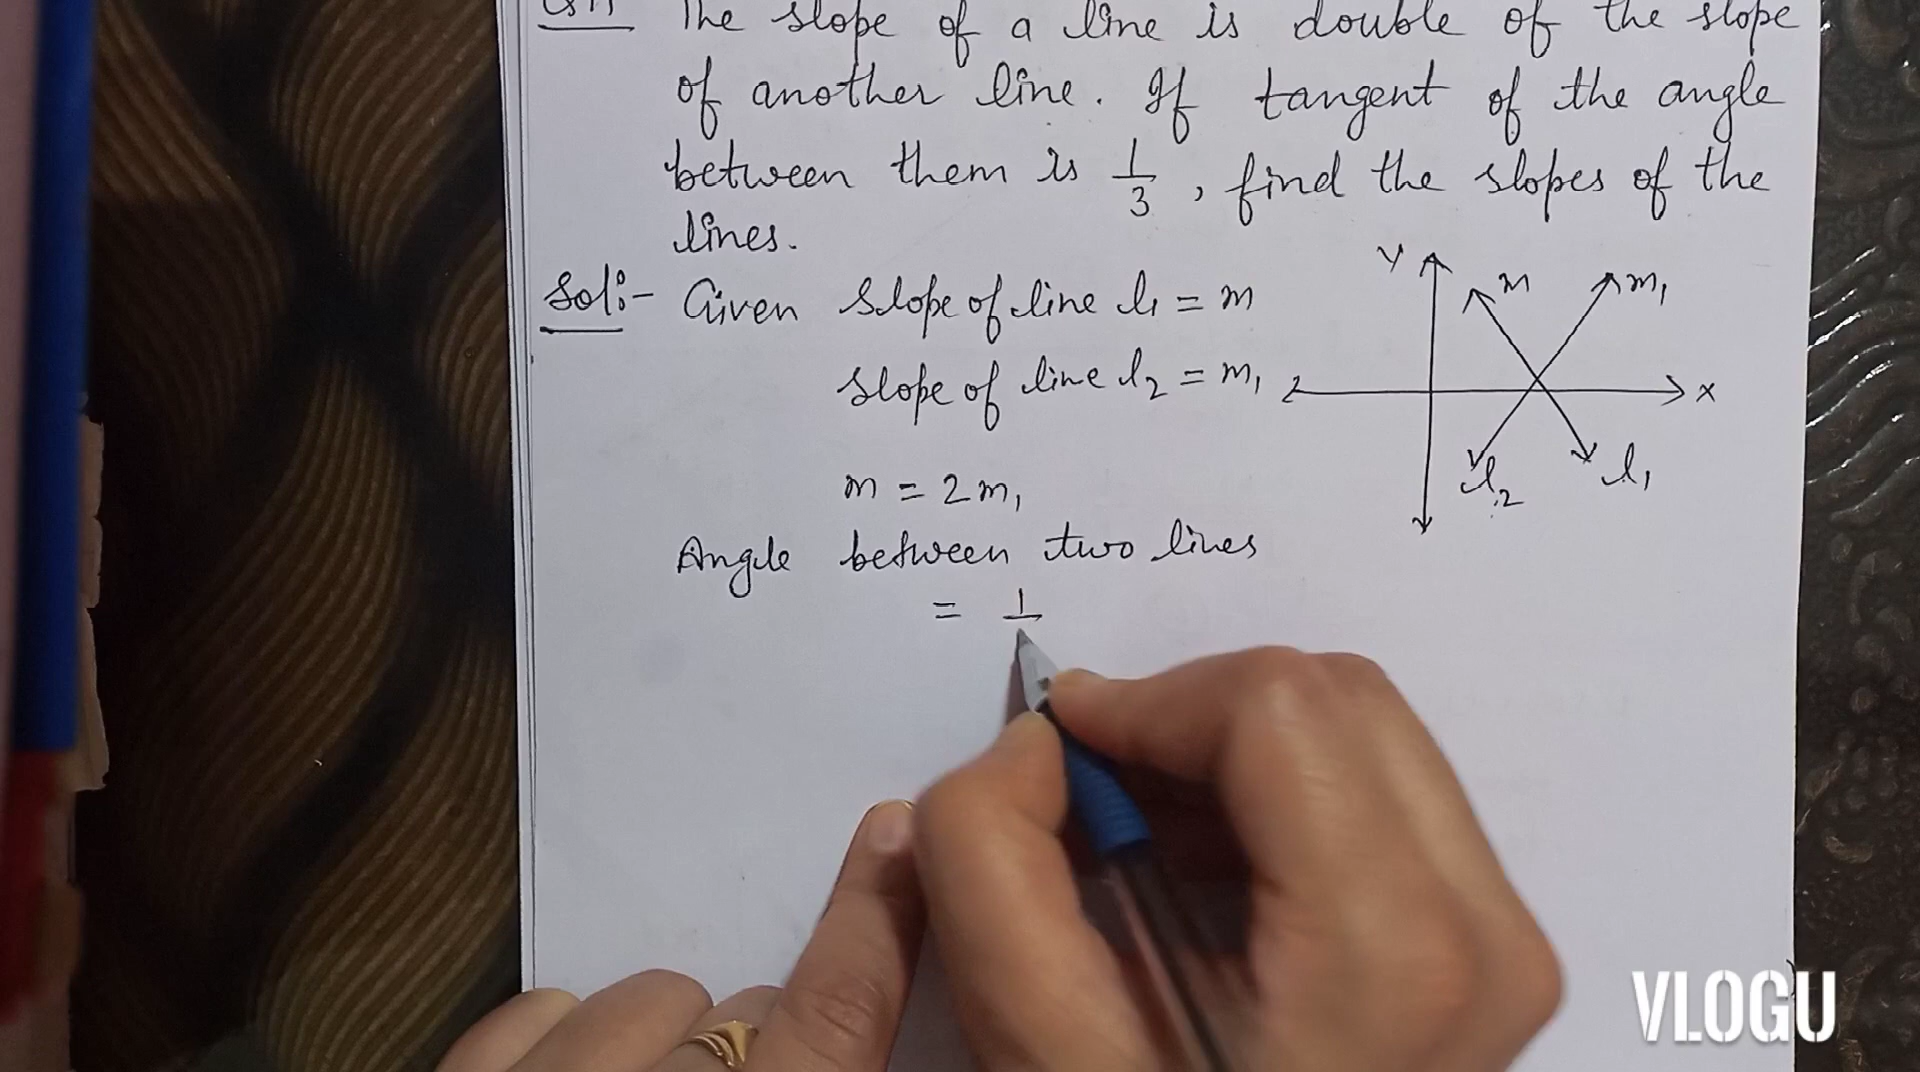 The slope of a line is double of the slope
of another line. If tangent of the angle
between them is 1/3, find the slopes of the
lines.
Sol:- Given slope of line l₁ = m
slope of line l₂ = m₁
m = 2m₁
Angle between two lines
= 1
Y
m
m₁
X
l₂
l₁
VLOGU